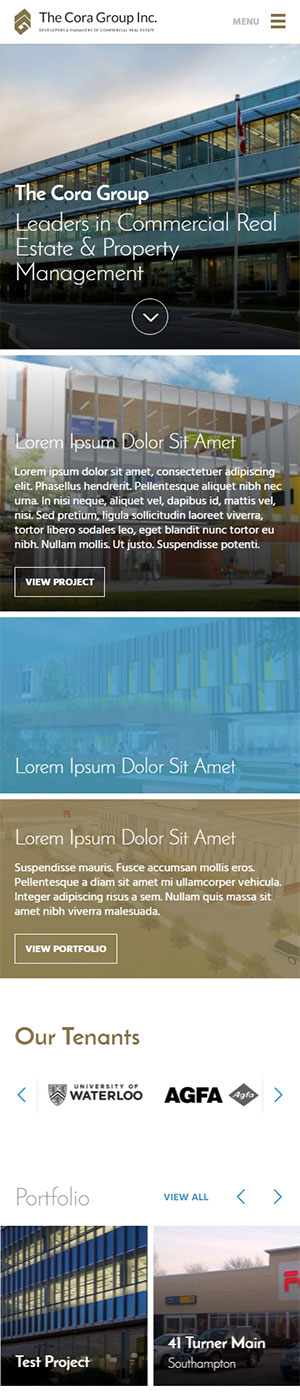 The Cora Group Inc.
DEVELOPERS & MANAGERS OF COMMERCIAL REAL ESTATE
MENU
The Cora Group
Leaders in Commercial Real
Estate & Property
Management
Lorem Ipsum Dolor Sit Amet
Lorem ipsum dolor sit amet, consectetuer adipiscing
elit. Phasellus hendrerit. Pellentesque aliquet nibh nec
urna. In nisi neque, aliquet vel, dapibus id, mattis vel,
nisi. Sed pretium, ligula sollicitudin laoreet viverra,
tortor libero sodales leo, eget blandit nunc tortor eu
nibh. Nullam mollis. Ut justo. Suspendisse potenti.
VIEW PROJECT
Lorem Ipsum Dolor Sit Amet
Lorem Ipsum Dolor Sit Amet
Suspendisse mauris. Fusce accumsan mollis eros.
Pellentesque a diam sit amet mi ullamcorper vehicula.
Integer adipiscing risus a sem. Nullam quis massa sit
amet nibh viverra malesuada.
VIEW PORTFOLIO
Our Tenants
UNIVERSITY OF
WATERLOO
AGFA
Agfa
Portfolio
VIEW ALL
Test Project
41 Turner Main
Southampton